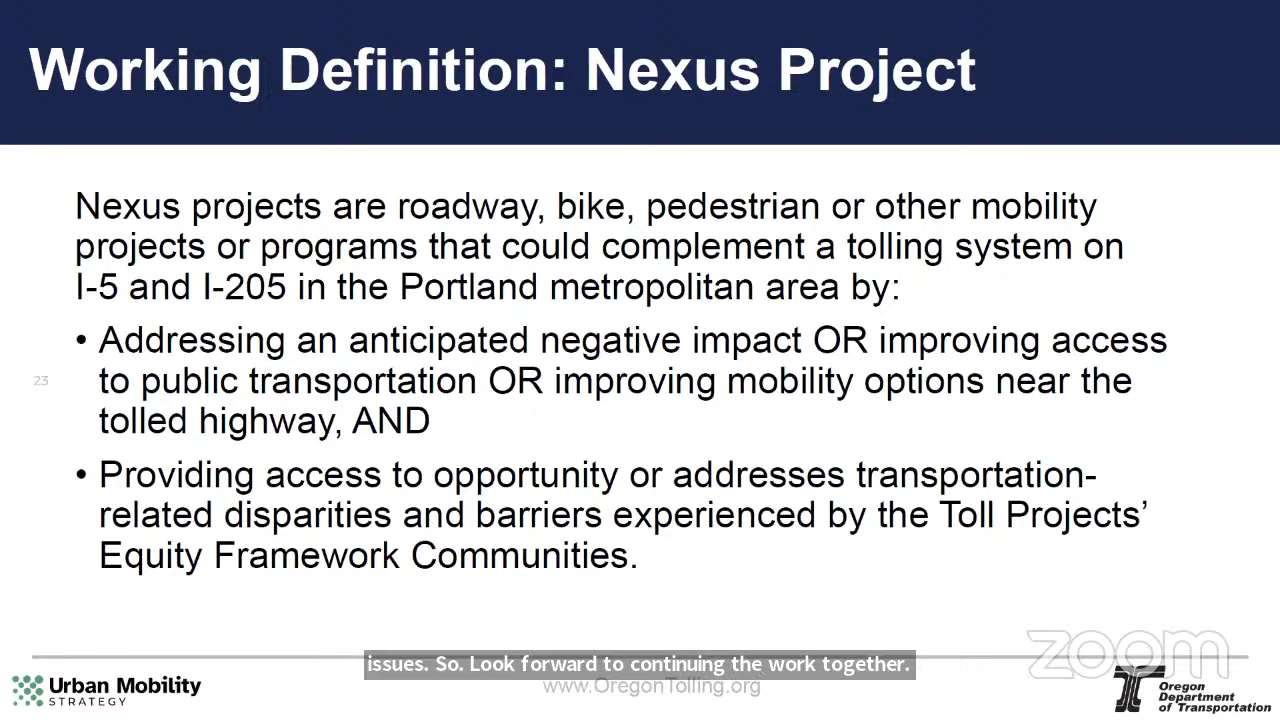 Working Definition: Nexus Project
Nexus projects are roadway, bike, pedestrian or other mobility
projects or programs that could complement a tolling system on
I-5 and I-205 in the Portland metropolitan area by:
• Addressing an anticipated negative impact OR improving access
to public transportation OR improving mobility options near the
tolled highway, AND
• Providing access to opportunity or addresses transportation-
related disparities and barriers experienced by the Toll Projects’
Equity Framework Communities.
23
issues. So. Look forward to continuing the work together.
zoom
Urban Mobility
STRATEGY
www.OregonTolling.org
Oregon
Department
of Transportation